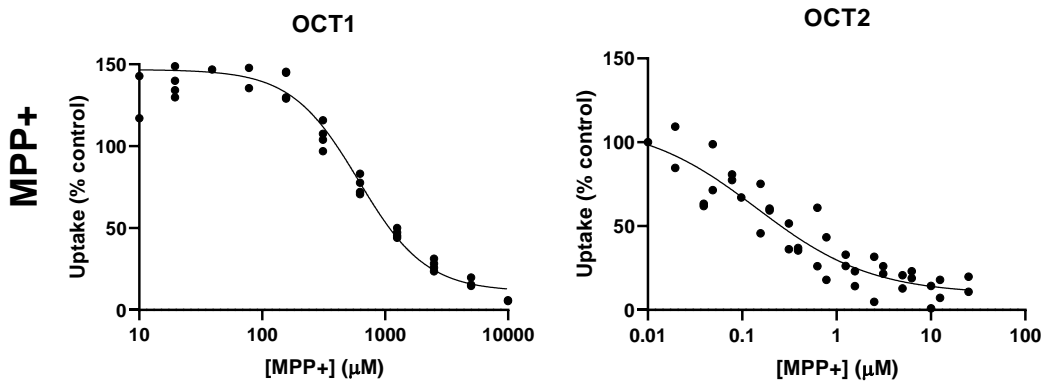 MPP+
OCT1
150
100
50
0
Uptake (% control)
10 100 1000 10000
[MPP+] (μM)
OCT2
150
100
50
0
Uptake (% control)
0.01 0.1 1 10 100
[MPP+] (μM)